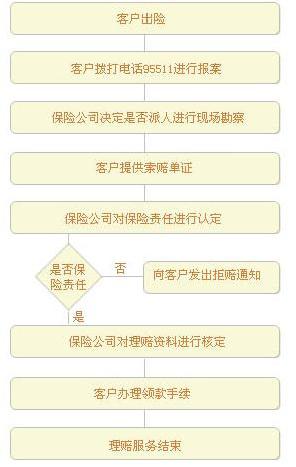 客户出险
客户拨打电话95511进行报案
保险公司决定是否派人进行现场勘察
客户提供索赔单证
保险公司对保险责任进行认定
是否保
险责任
否
向客户发出拒赔通知
是
保险公司对理赔资料进行核定
客户办理领款手续
理赔服务结束